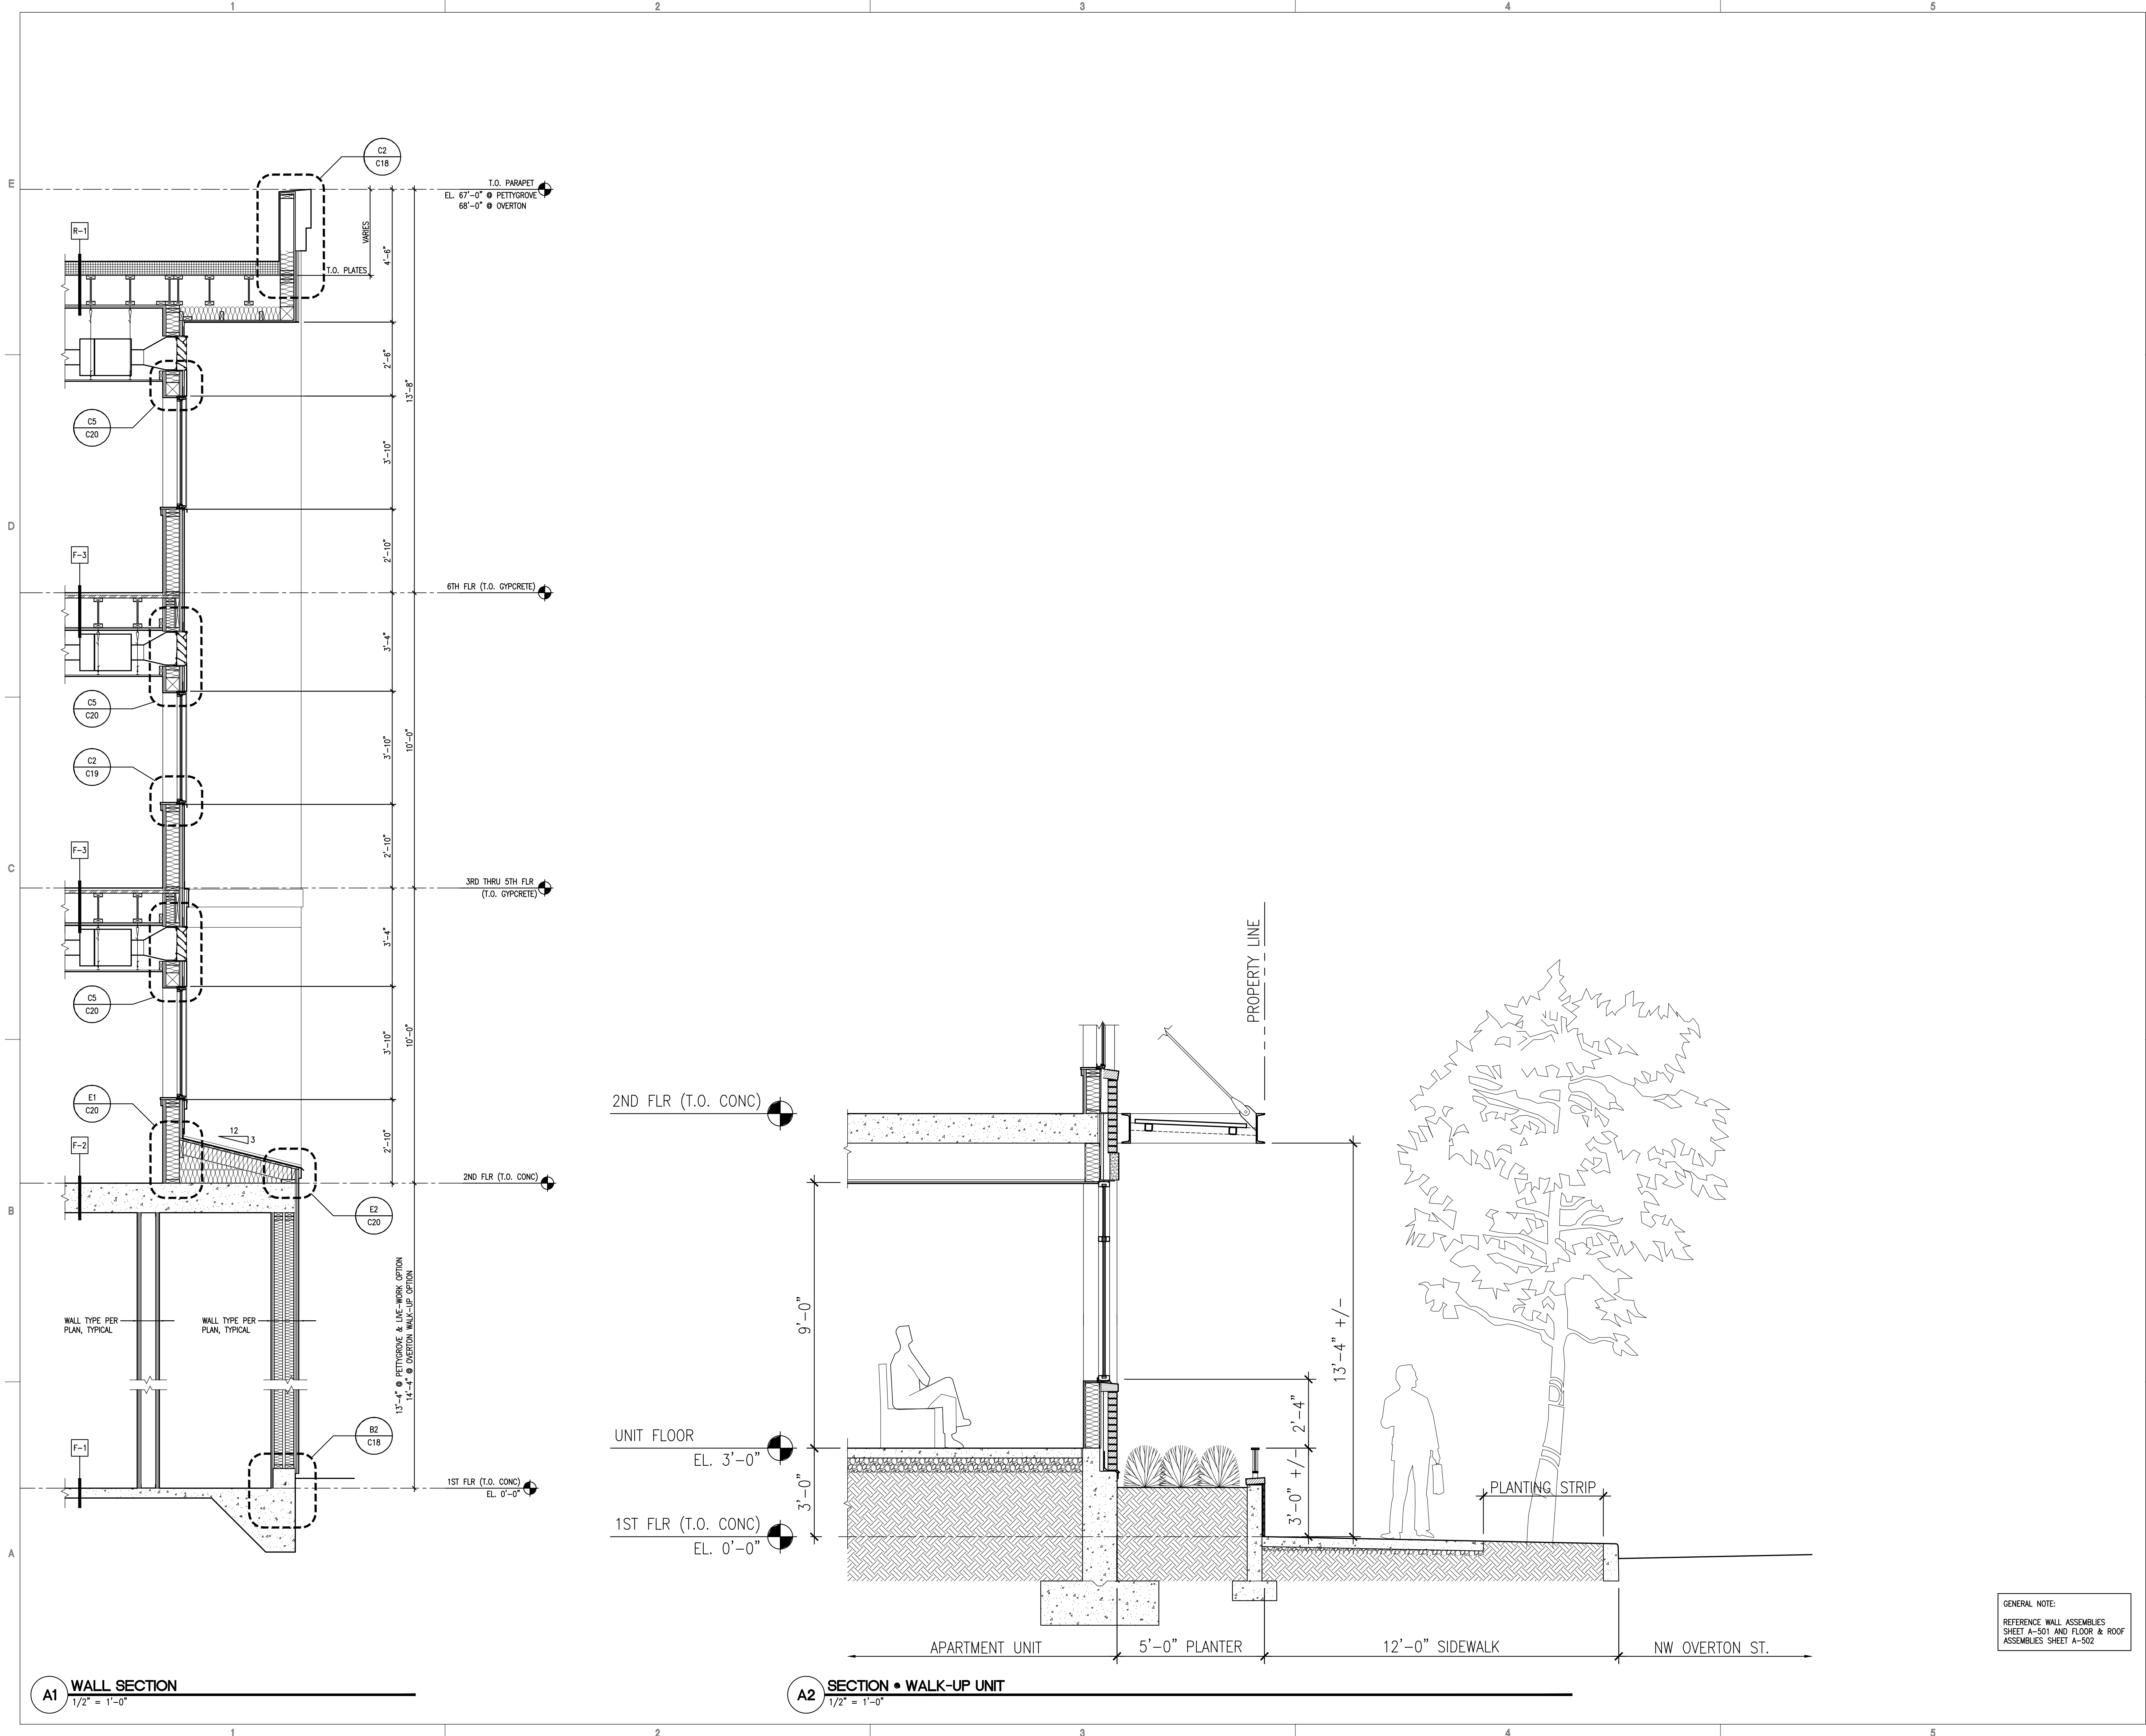 1
2
3
4
5
E
D
C
B
A
C2
C18
T.O. PARAPET
EL. 67'-0" @ PETTYGROVE
68'-0" @ OVERTON
R-1
VARIES
4'-6"
T.O. PLATES
2'-6"
13'-8"
C5
C20
3'-10"
2'-10"
F-3
6TH FLR (T.O. GYPCRETE)
3'-4"
C5
C20
3'-10"
10'-0"
C2
C19
2'-10"
F-3
3RD THRU 5TH FLR
(T.O. GYPCRETE)
3'-4"
C5
C20
3'-10"
10'-0"
E1
C20
12
3
2'-10"
F-2
2ND FLR (T.O. CONC)
E2
C20
WALL TYPE PER
PLAN, TYPICAL
WALL TYPE PER
PLAN, TYPICAL
13'-4" @ PETTYGROVE & LIVE-WORK OPTION
14'-4" @ OVERTON WALK-UP OPTION
B2
C18
F-1
1ST FLR (T.O. CONC)
EL. 0'-0"
A1
WALL SECTION
1/2" = 1'-0"
PROPERTY LINE
2ND FLR (T.O. CONC)
9'-0"
13'-4" +/-
2'-4"
UNIT FLOOR
EL. 3'-0"
3'-0"
3'-0" +/-
PLANTING STRIP
1ST FLR (T.O. CONC)
EL. 0'-0"
APARTMENT UNIT
5'-0" PLANTER
12'-0" SIDEWALK
NW OVERTON ST.
A2
SECTION @ WALK-UP UNIT
1/2" = 1'-0"
GENERAL NOTE:
REFERENCE WALL ASSEMBLIES
SHEET A-501 AND FLOOR & ROOF
ASSEMBLIES SHEET A-502
1
2
3
4
5